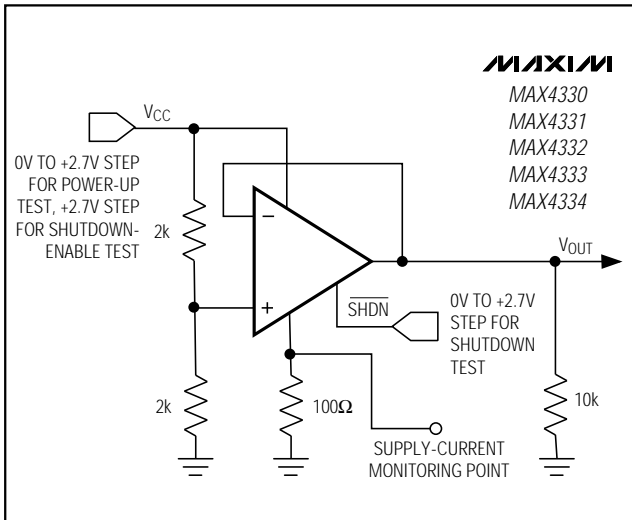 MAXIM
MAX4330
MAX4331
MAX4332
MAX4333
MAX4334
VCC
0V TO +2.7V STEP
FOR POWER-UP
TEST, +2.7V STEP
FOR SHUTDOWN-
ENABLE TEST
2k
−
+
VOUT
SHDN
0V TO +2.7V
STEP FOR
SHUTDOWN
TEST
2k
100Ω
10k
SUPPLY-CURRENT
MONITORING POINT